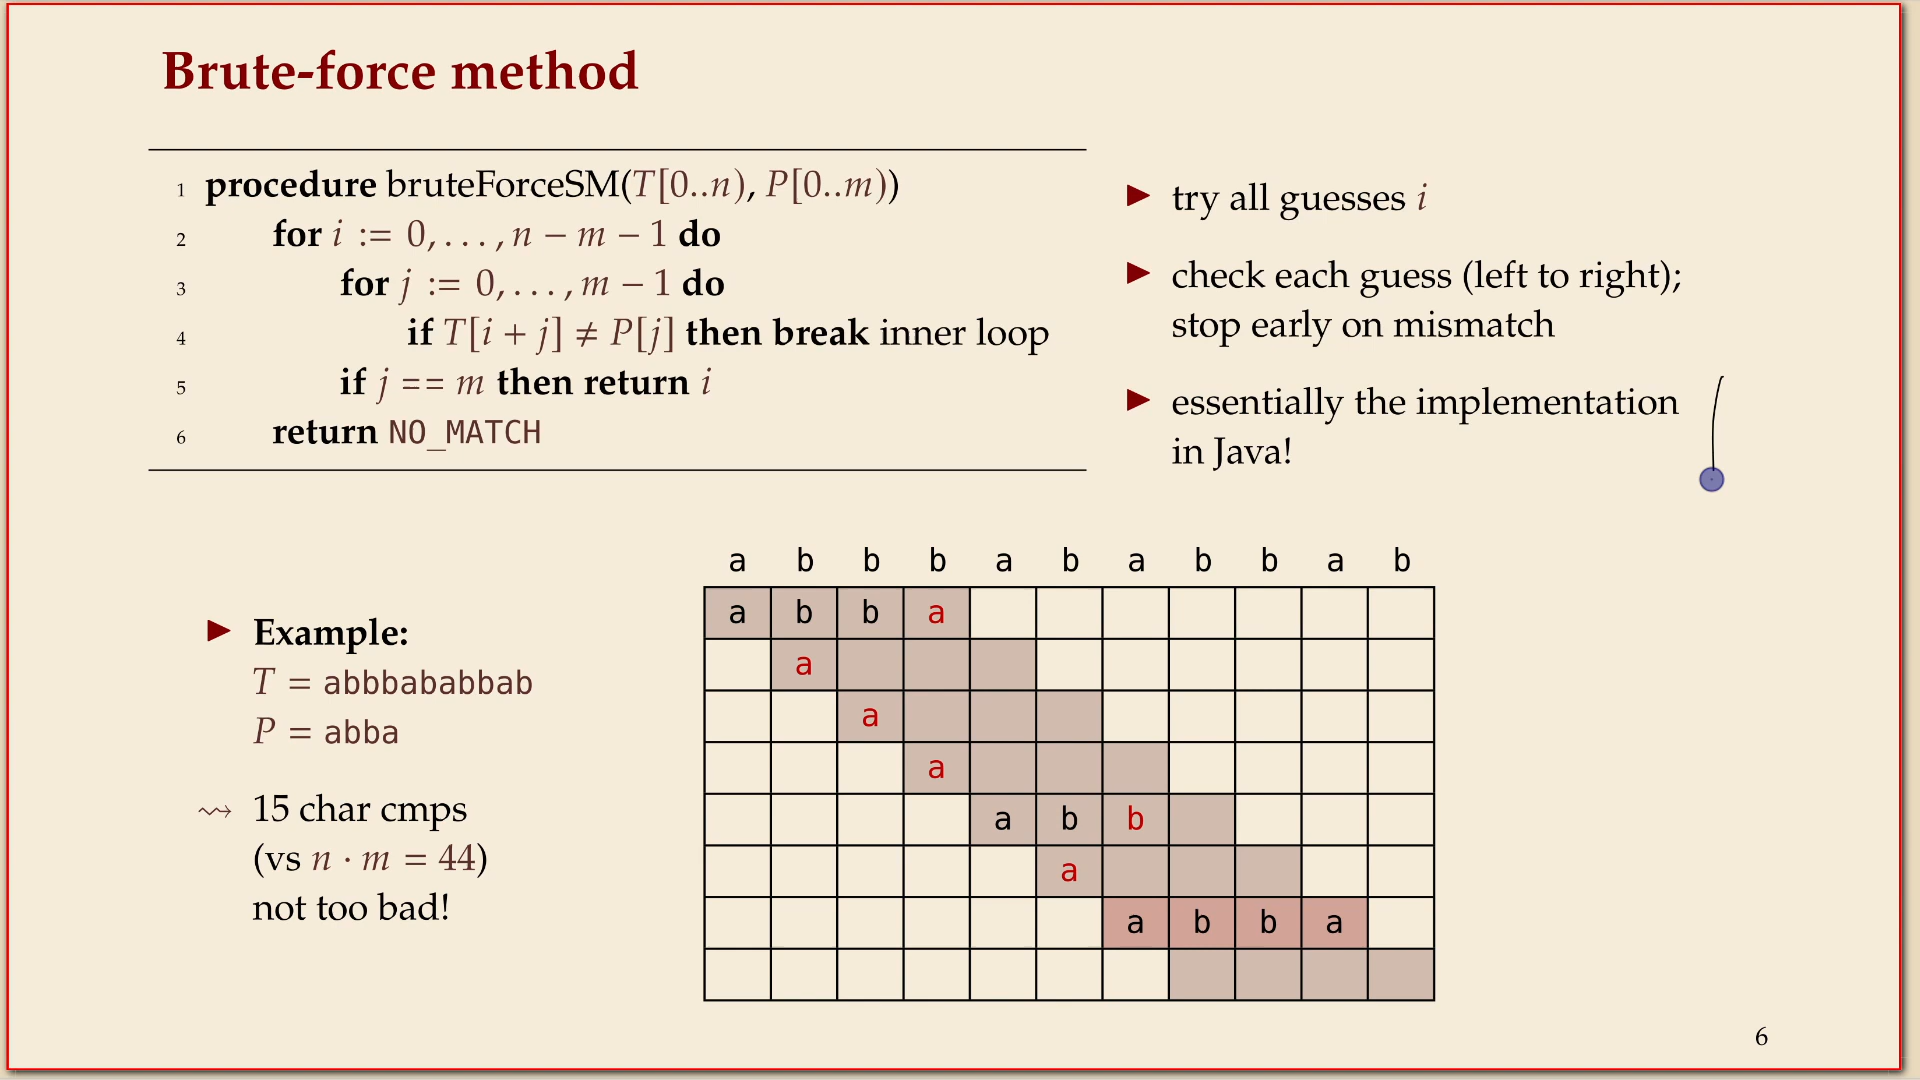 Brute-force method
1 procedure bruteForceSM(T[0..n), P[0..m))
2 for i := 0, . . . , n − m − 1 do
3 for j := 0, . . . , m − 1 do
4 if T[i + j] ≠ P[j] then break inner loop
5 if j == m then return i
6 return NO_MATCH
▶ try all guesses i
▶ check each guess (left to right);
stop early on mismatch
▶ essentially the implementation
in Java!
▶ Example:
T = abbbababbab
P = abba
⇝ 15 char cmps
(vs n · m = 44)
not too bad!
a b b b a b a b b a b
a b b a
a
a
a
a b b
a
a b b a
6